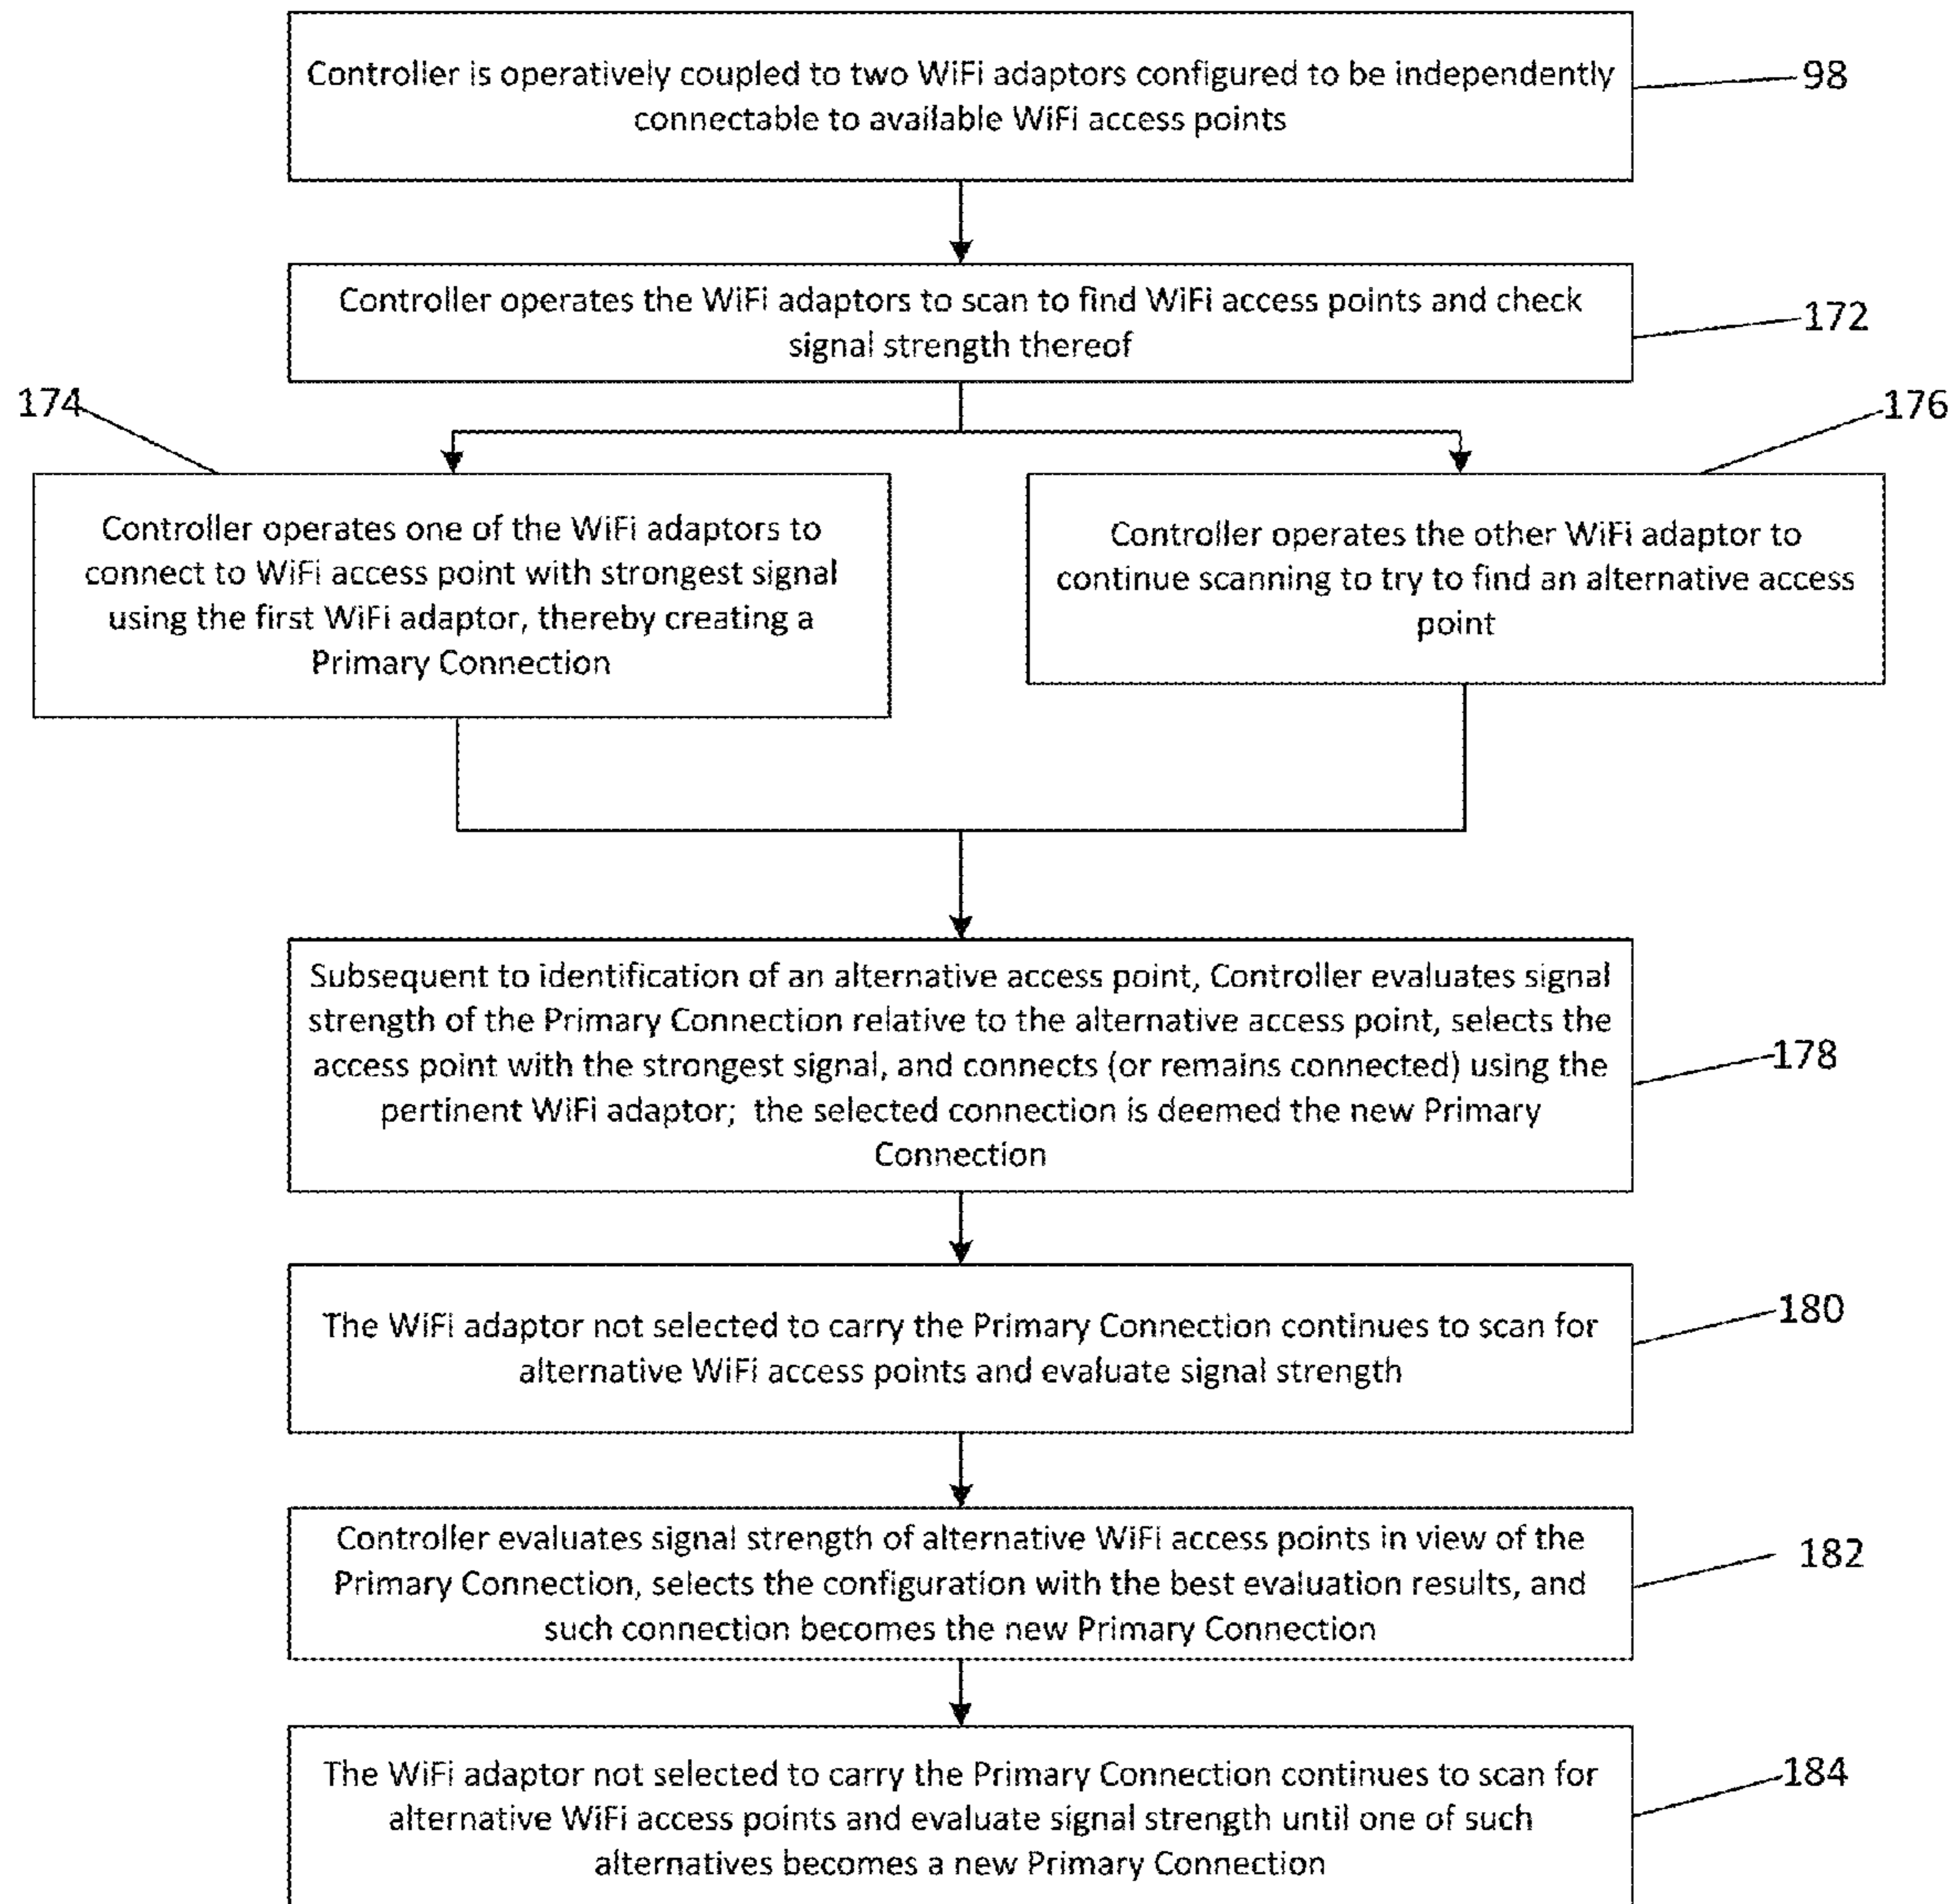 Controller is operatively coupled to two WiFi adaptors configured to be independently
connectable to available WiFi access points
98
Controller operates the WiFi adaptors to scan to find WiFi access points and check
signal strength thereof
172
174
176
Controller operates one of the WiFi adaptors to
connect to WiFi access point with strongest signal
using the first WiFi adaptor, thereby creating a
Primary Connection
Controller operates the other WiFi adaptor to
continue scanning to try to find an alternative access
point
Subsequent to identification of an alternative access point, Controller evaluates signal
strength of the Primary Connection relative to the alternative access point, selects the
access point with the strongest signal, and connects (or remains connected) using the
pertinent WiFi adaptor; the selected connection is deemed the new Primary
Connection
178
The WiFi adaptor not selected to carry the Primary Connection continues to scan for
alternative WiFi access points and evaluate signal strength
180
Controller evaluates signal strength of alternative WiFi access points in view of the
Primary Connection, selects the configuration with the best evaluation results, and
such connection becomes the new Primary Connection
182
The WiFi adaptor not selected to carry the Primary Connection continues to scan for
alternative WiFi access points and evaluate signal strength until one of such
alternatives becomes a new Primary Connection
184